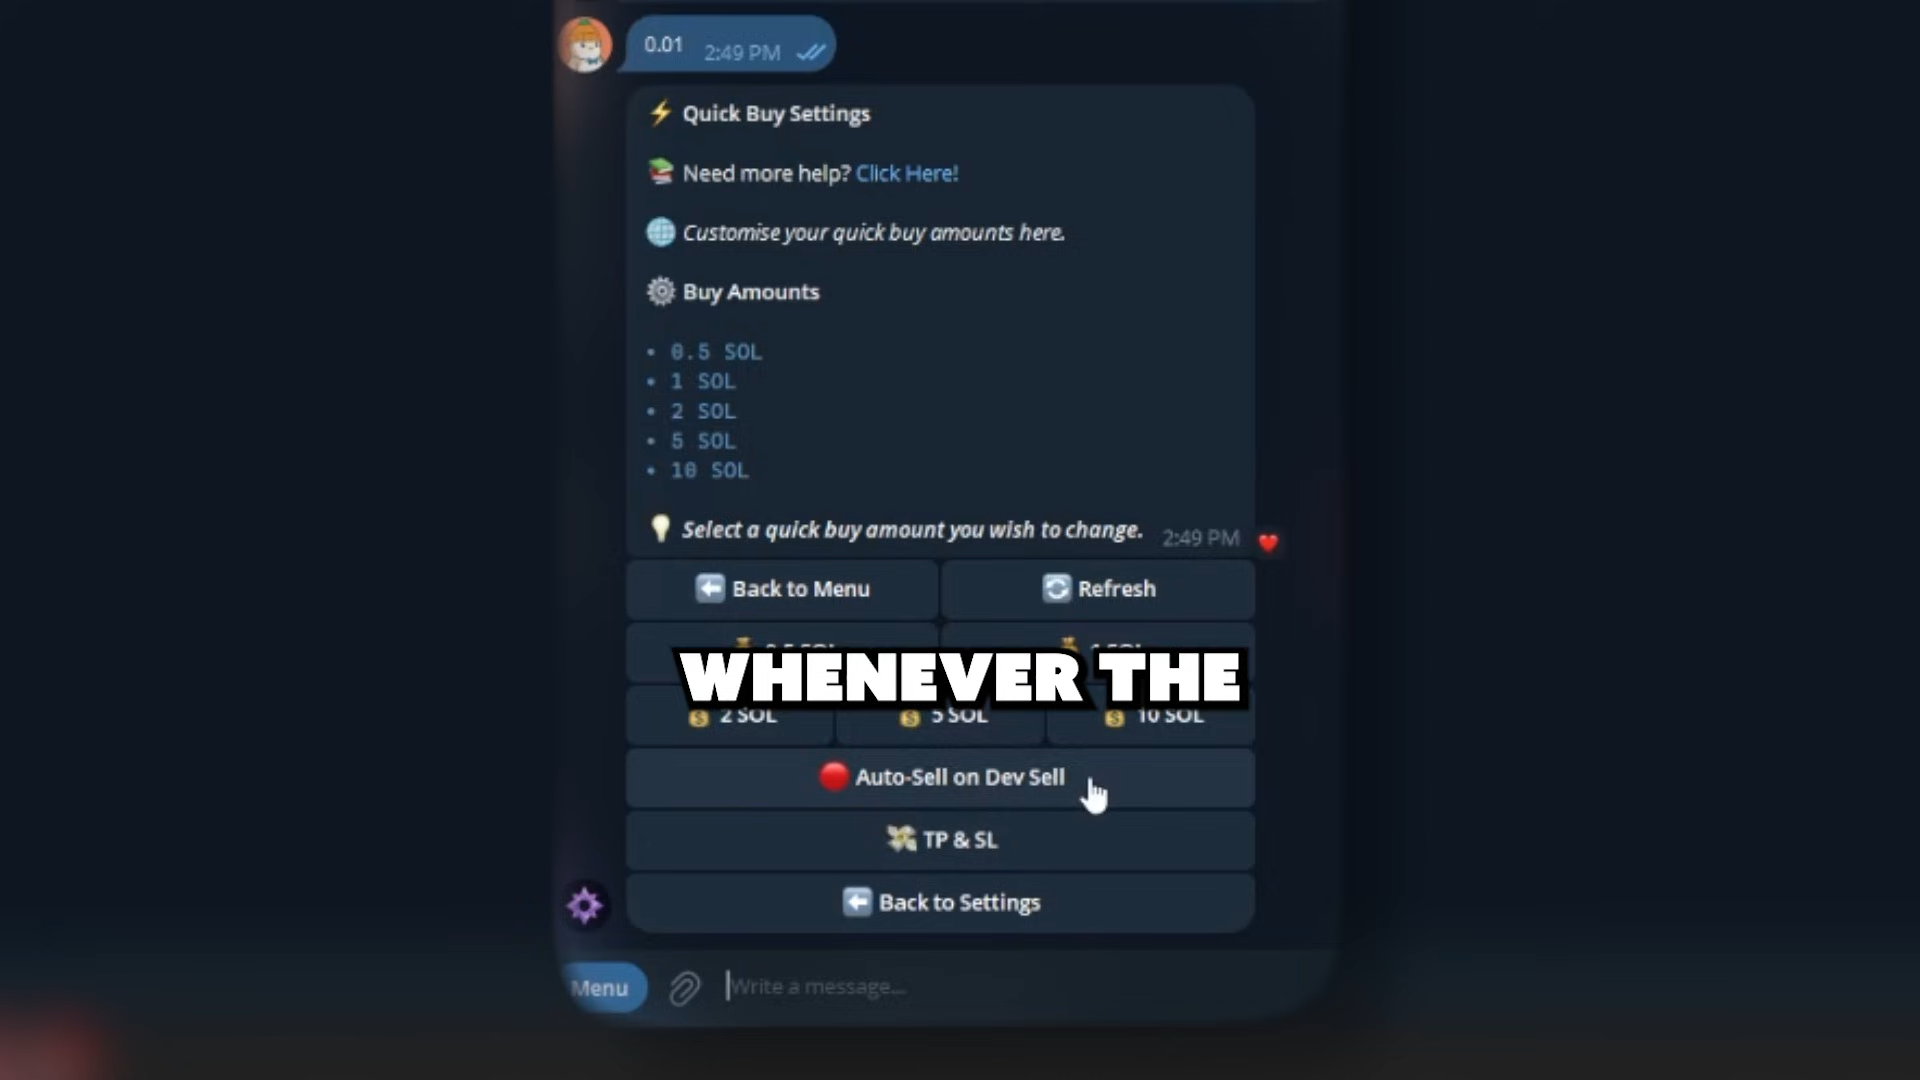 0.01 2:49 PM
Quick Buy Settings
Need more help? Click Here!
Customise your quick buy amounts here.
Buy Amounts
• 0.5 SOL
• 1 SOL
• 2 SOL
• 5 SOL
• 10 SOL
Select a quick buy amount you wish to change. 2:49 PM
Back to Menu Refresh
WHENEVER THE
2 SOL 5 SOL 10 SOL
Auto-Sell on Dev Sell
TP & SL
Back to Settings
Menu Write a message...